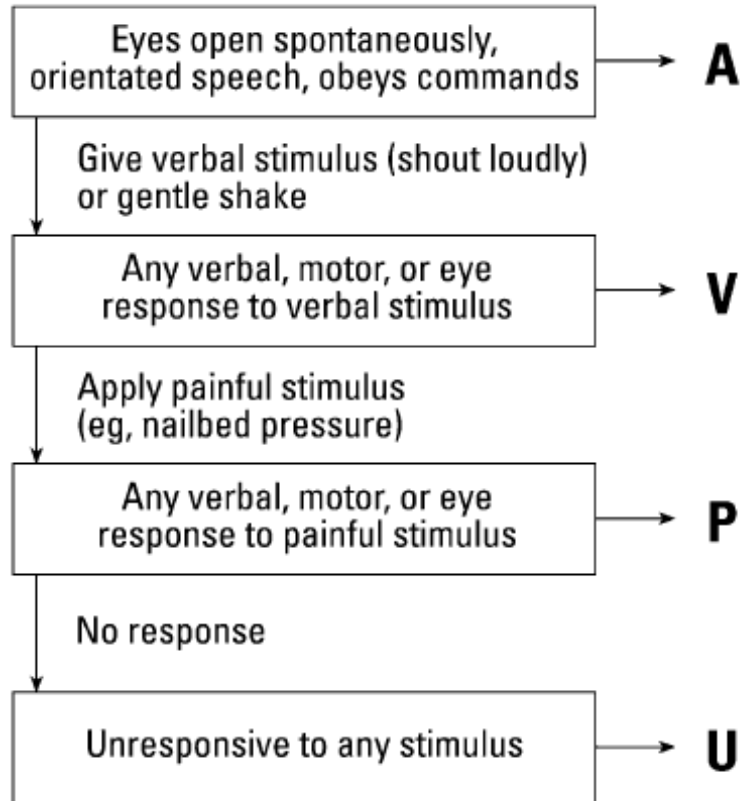 Eyes open spontaneously,
orientated speech, obeys commands
A
Give verbal stimulus (shout loudly)
or gentle shake
Any verbal, motor, or eye
response to verbal stimulus
V
Apply painful stimulus
(eg, nailbed pressure)
Any verbal, motor, or eye
response to painful stimulus
P
No response
Unresponsive to any stimulus
U